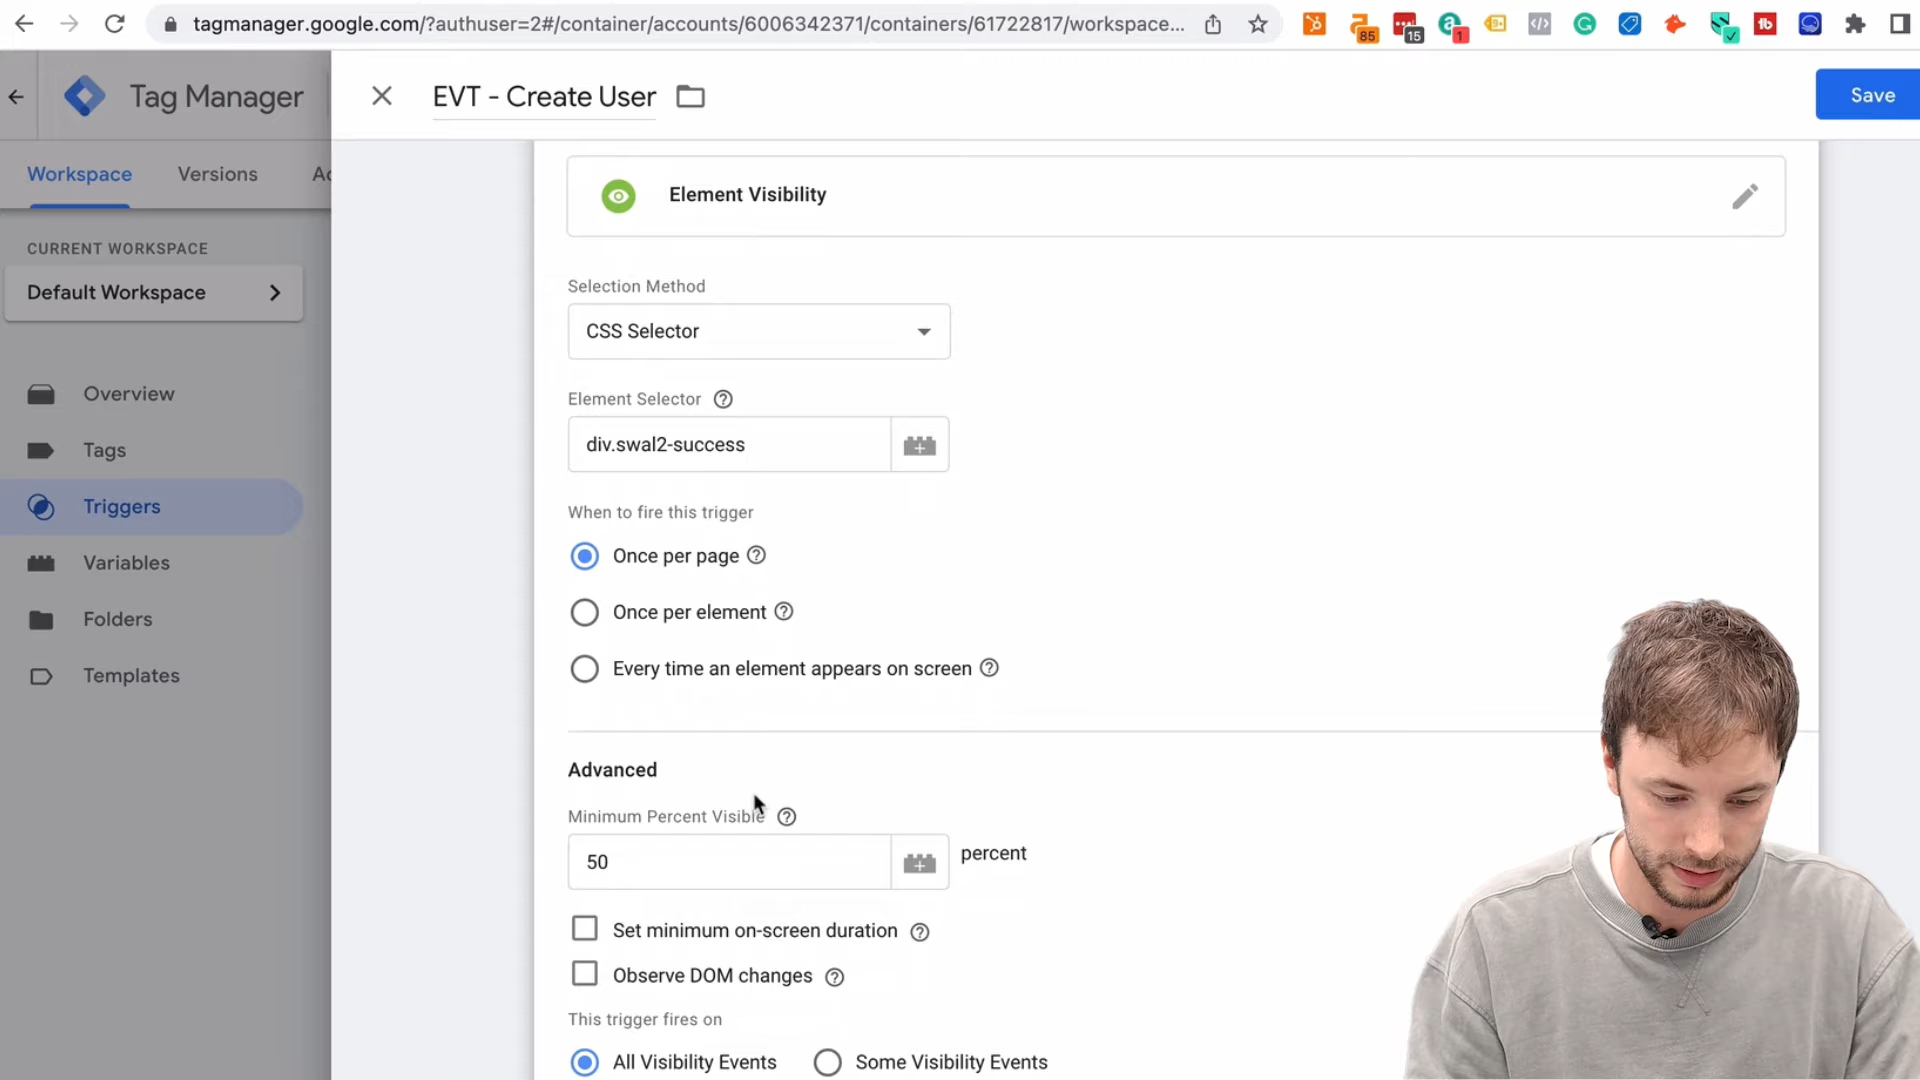 tagmanager.google.com/?authuser=2#/container/accounts/6006342371/containers/61722817/workspace...
85
15
1
Tag Manager
EVT - Create User
Save
Workspace
Versions
Element Visibility
CURRENT WORKSPACE
Default Workspace
Selection Method
CSS Selector
Overview
Element Selector
Tags
div.swal2-success
Triggers
When to fire this trigger
Variables
Once per page
Folders
Once per element
Templates
Every time an element appears on screen
Advanced
Minimum Percent Visible
50
percent
Set minimum on-screen duration
Observe DOM changes
This trigger fires on
All Visibility Events
Some Visibility Events